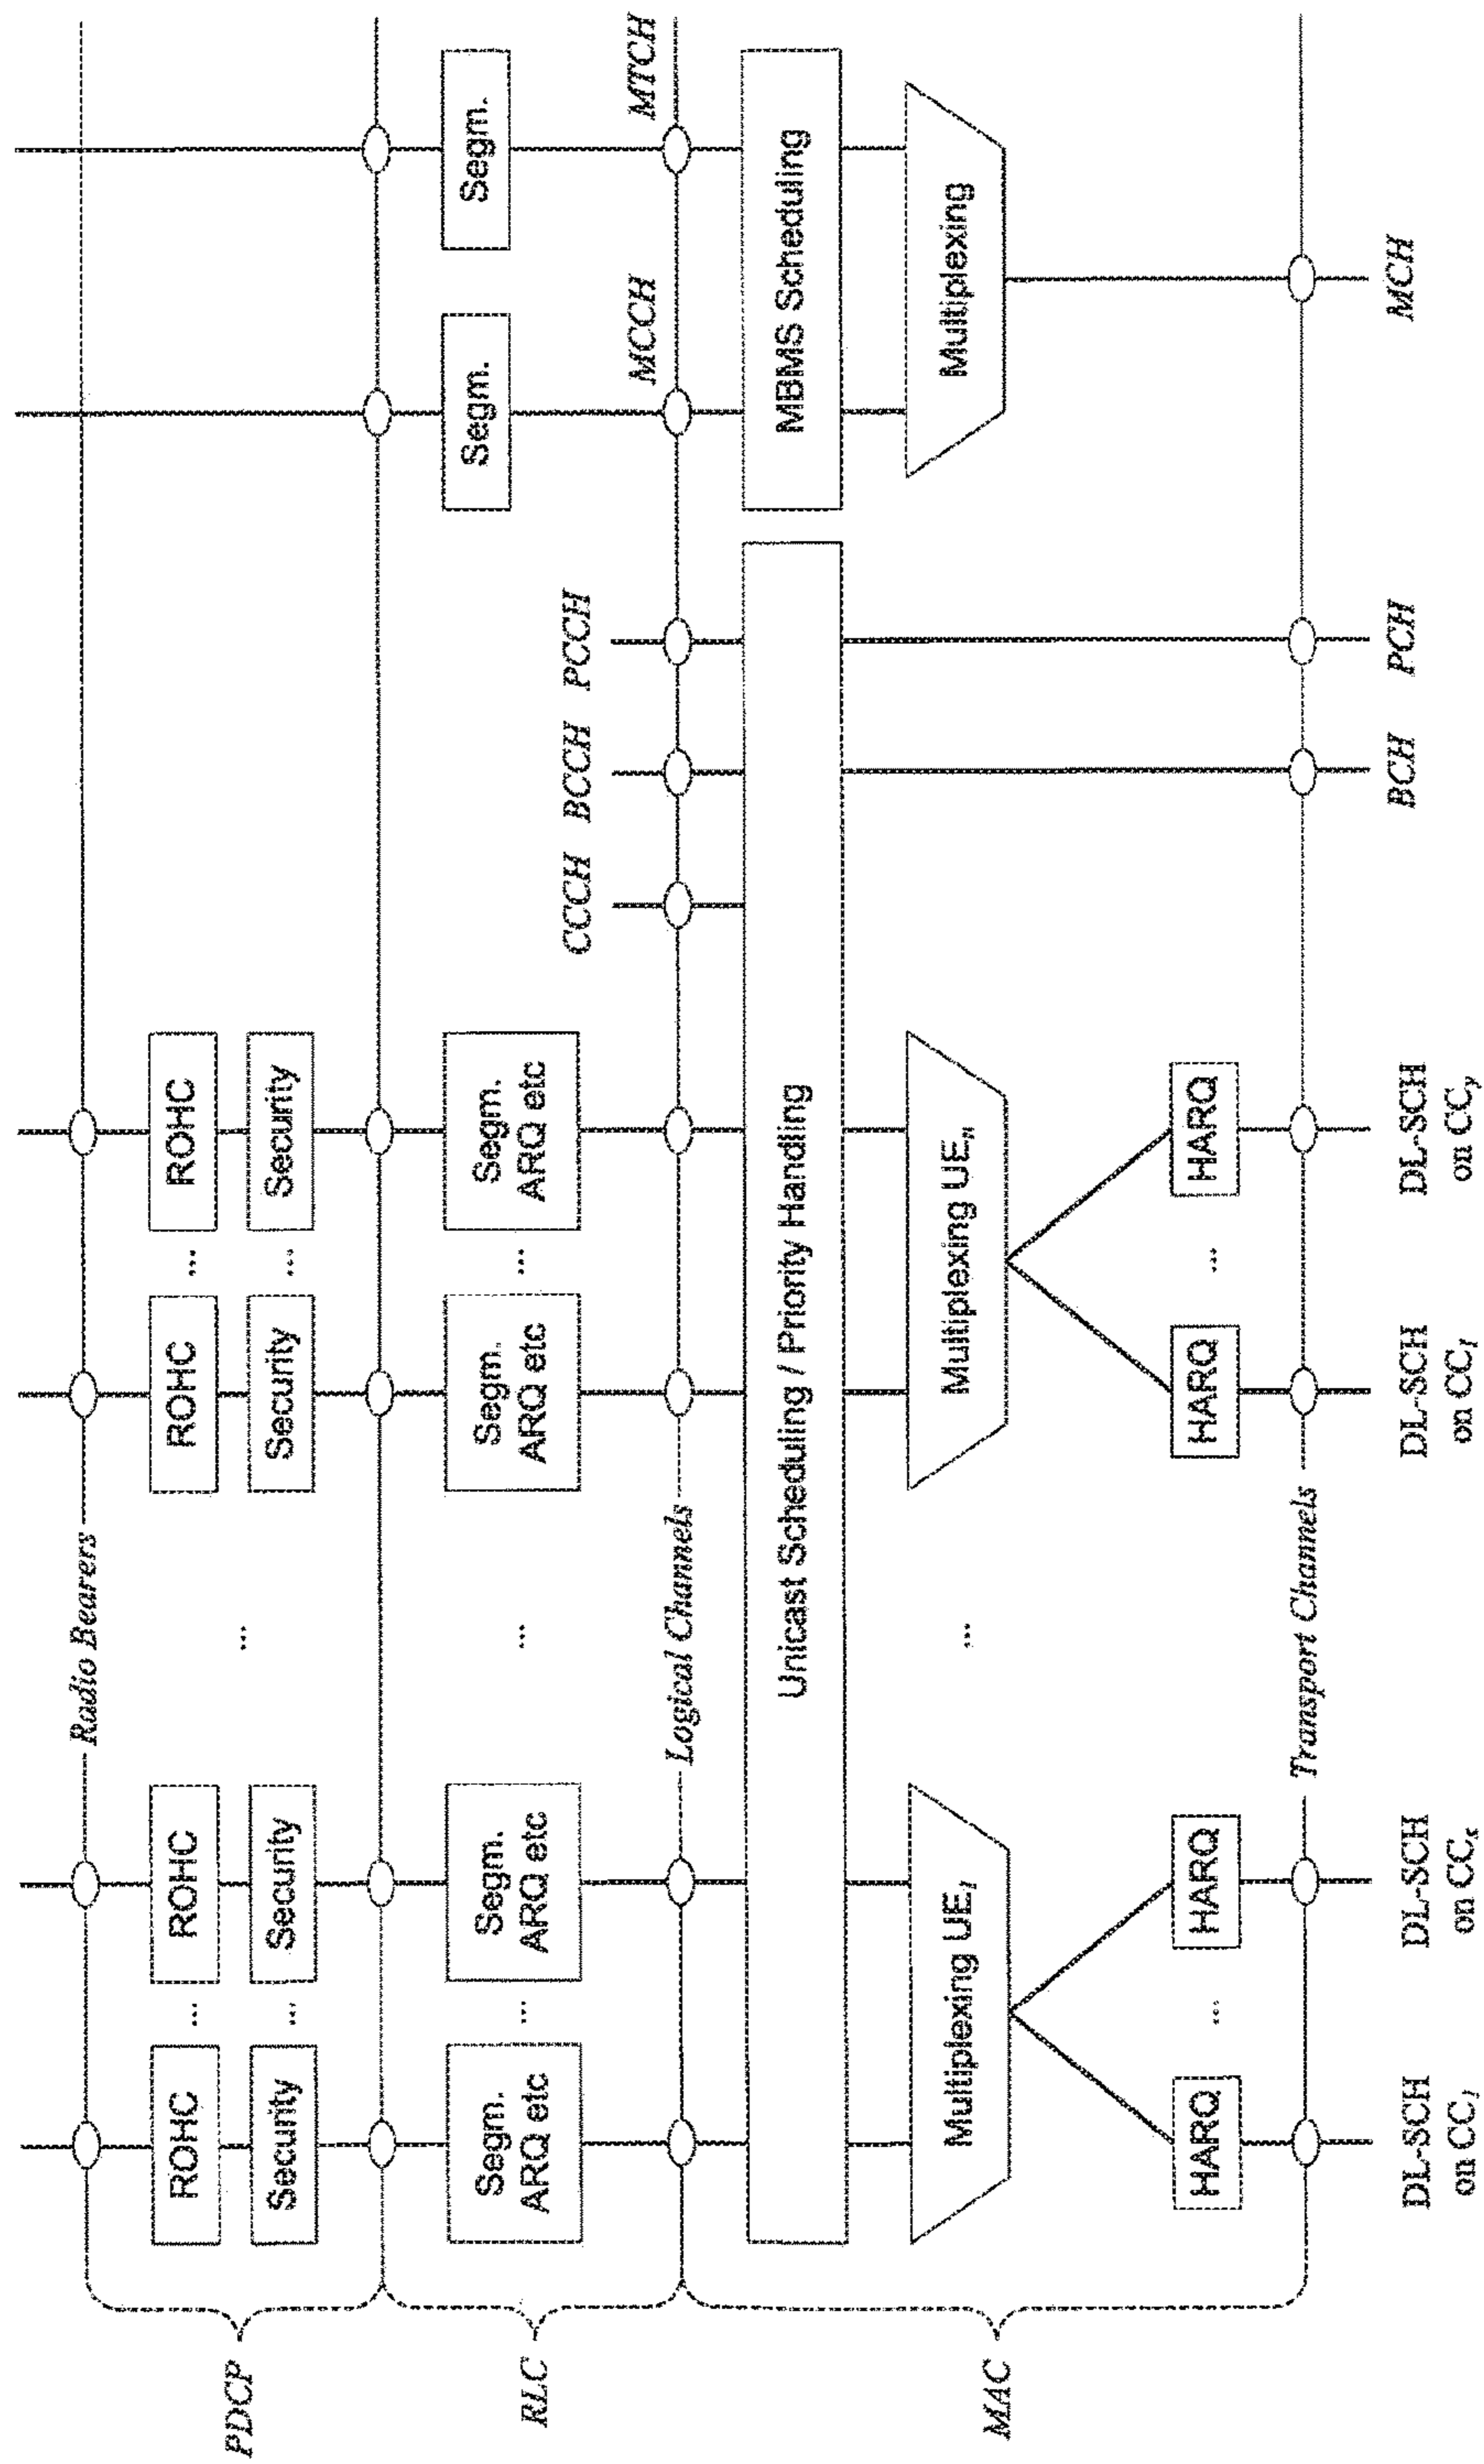 Radio Bearers
PDCP
ROHC
...
ROHC
ROHC
...
ROHC
...
Security
...
Security
Security
...
Security
RLC
Segm.
ARQ etc
...
Segm.
ARQ etc
...
Segm.
ARQ etc
...
Segm.
ARQ etc
Segm.
Segm.
Logical Channels
CCCH
BCCH
PCCH
MCCH
MTCH
MAC
Unicast Scheduling / Priority Handling
MBMS Scheduling
Multiplexing UE1
...
Multiplexing UEn
Multiplexing
HARQ
...
HARQ
HARQ
...
HARQ
Transport Channels
DL-SCH
on CC1
DL-SCH
on CCx
DL-SCH
on CC1
DL-SCH
on CCy
BCH
PCH
MCH